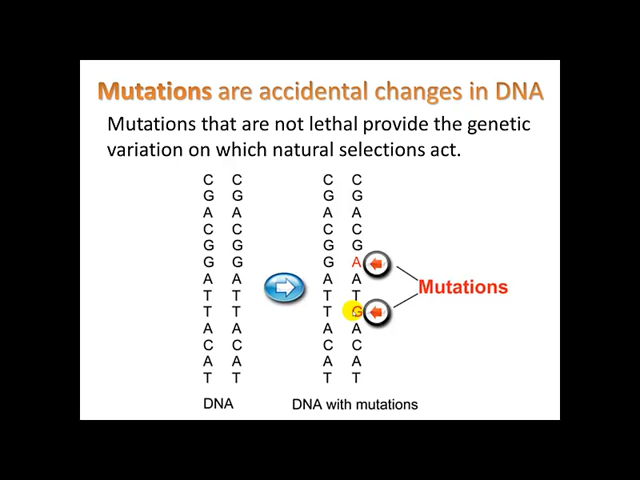 Mutations are accidental changes in DNA
Mutations that are not lethal provide the genetic
variation on which natural selections act.
C C C C
G G G G
A A A A
C C C C
G G G G
G G G A
A A A A
T T T T
T T T G
A A A A
C C C C
A A A A
T T T T
Mutations
DNA
DNA with mutations